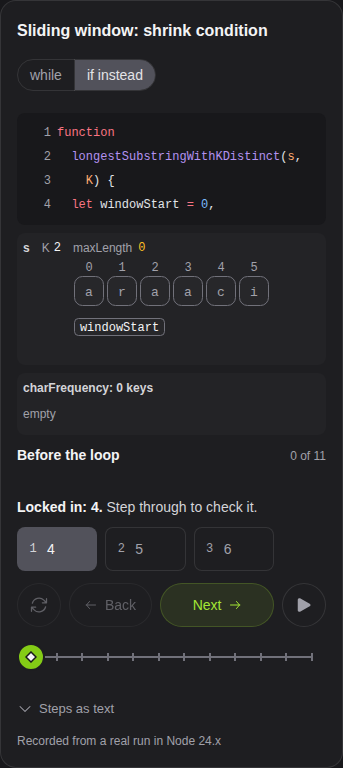 Sliding window: shrink condition
while if instead
1 function
2 longestSubstringWithKDistinct(s,
3 K) {
4 let windowStart = 0,
s K 2 maxLength 0
0 1 2 3 4 5
a r a a c i
windowStart
charFrequency: 0 keys
empty
Before the loop 0 of 11
Locked in: 4. Step through to check it.
1 4 2 5 3 6
Back Next
Steps as text
Recorded from a real run in Node 24.x